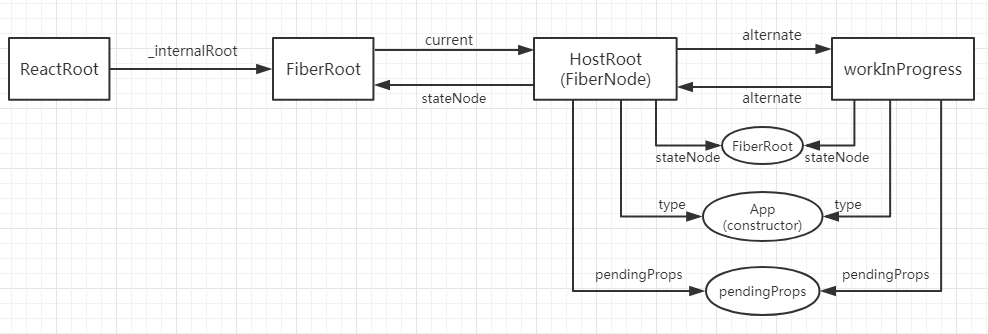 ReactRoot
_internalRoot
FiberRoot
current
stateNode
HostRoot
(FiberNode)
alternate
alternate
workInProgress
stateNode
FiberRoot
stateNode
type
App
(constructor)
type
pendingProps
pendingProps
pendingProps